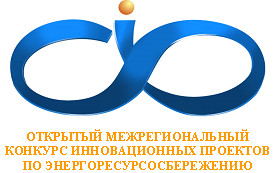 ОТКРЫТЫЙ МЕЖРЕГИОНАЛЬНЫЙ
КОНКУРС ИННОВАЦИОННЫХ ПРОЕКТОВ
ПО ЭНЕРГОРЕСУРСОСБЕРЕЖЕНИЮ